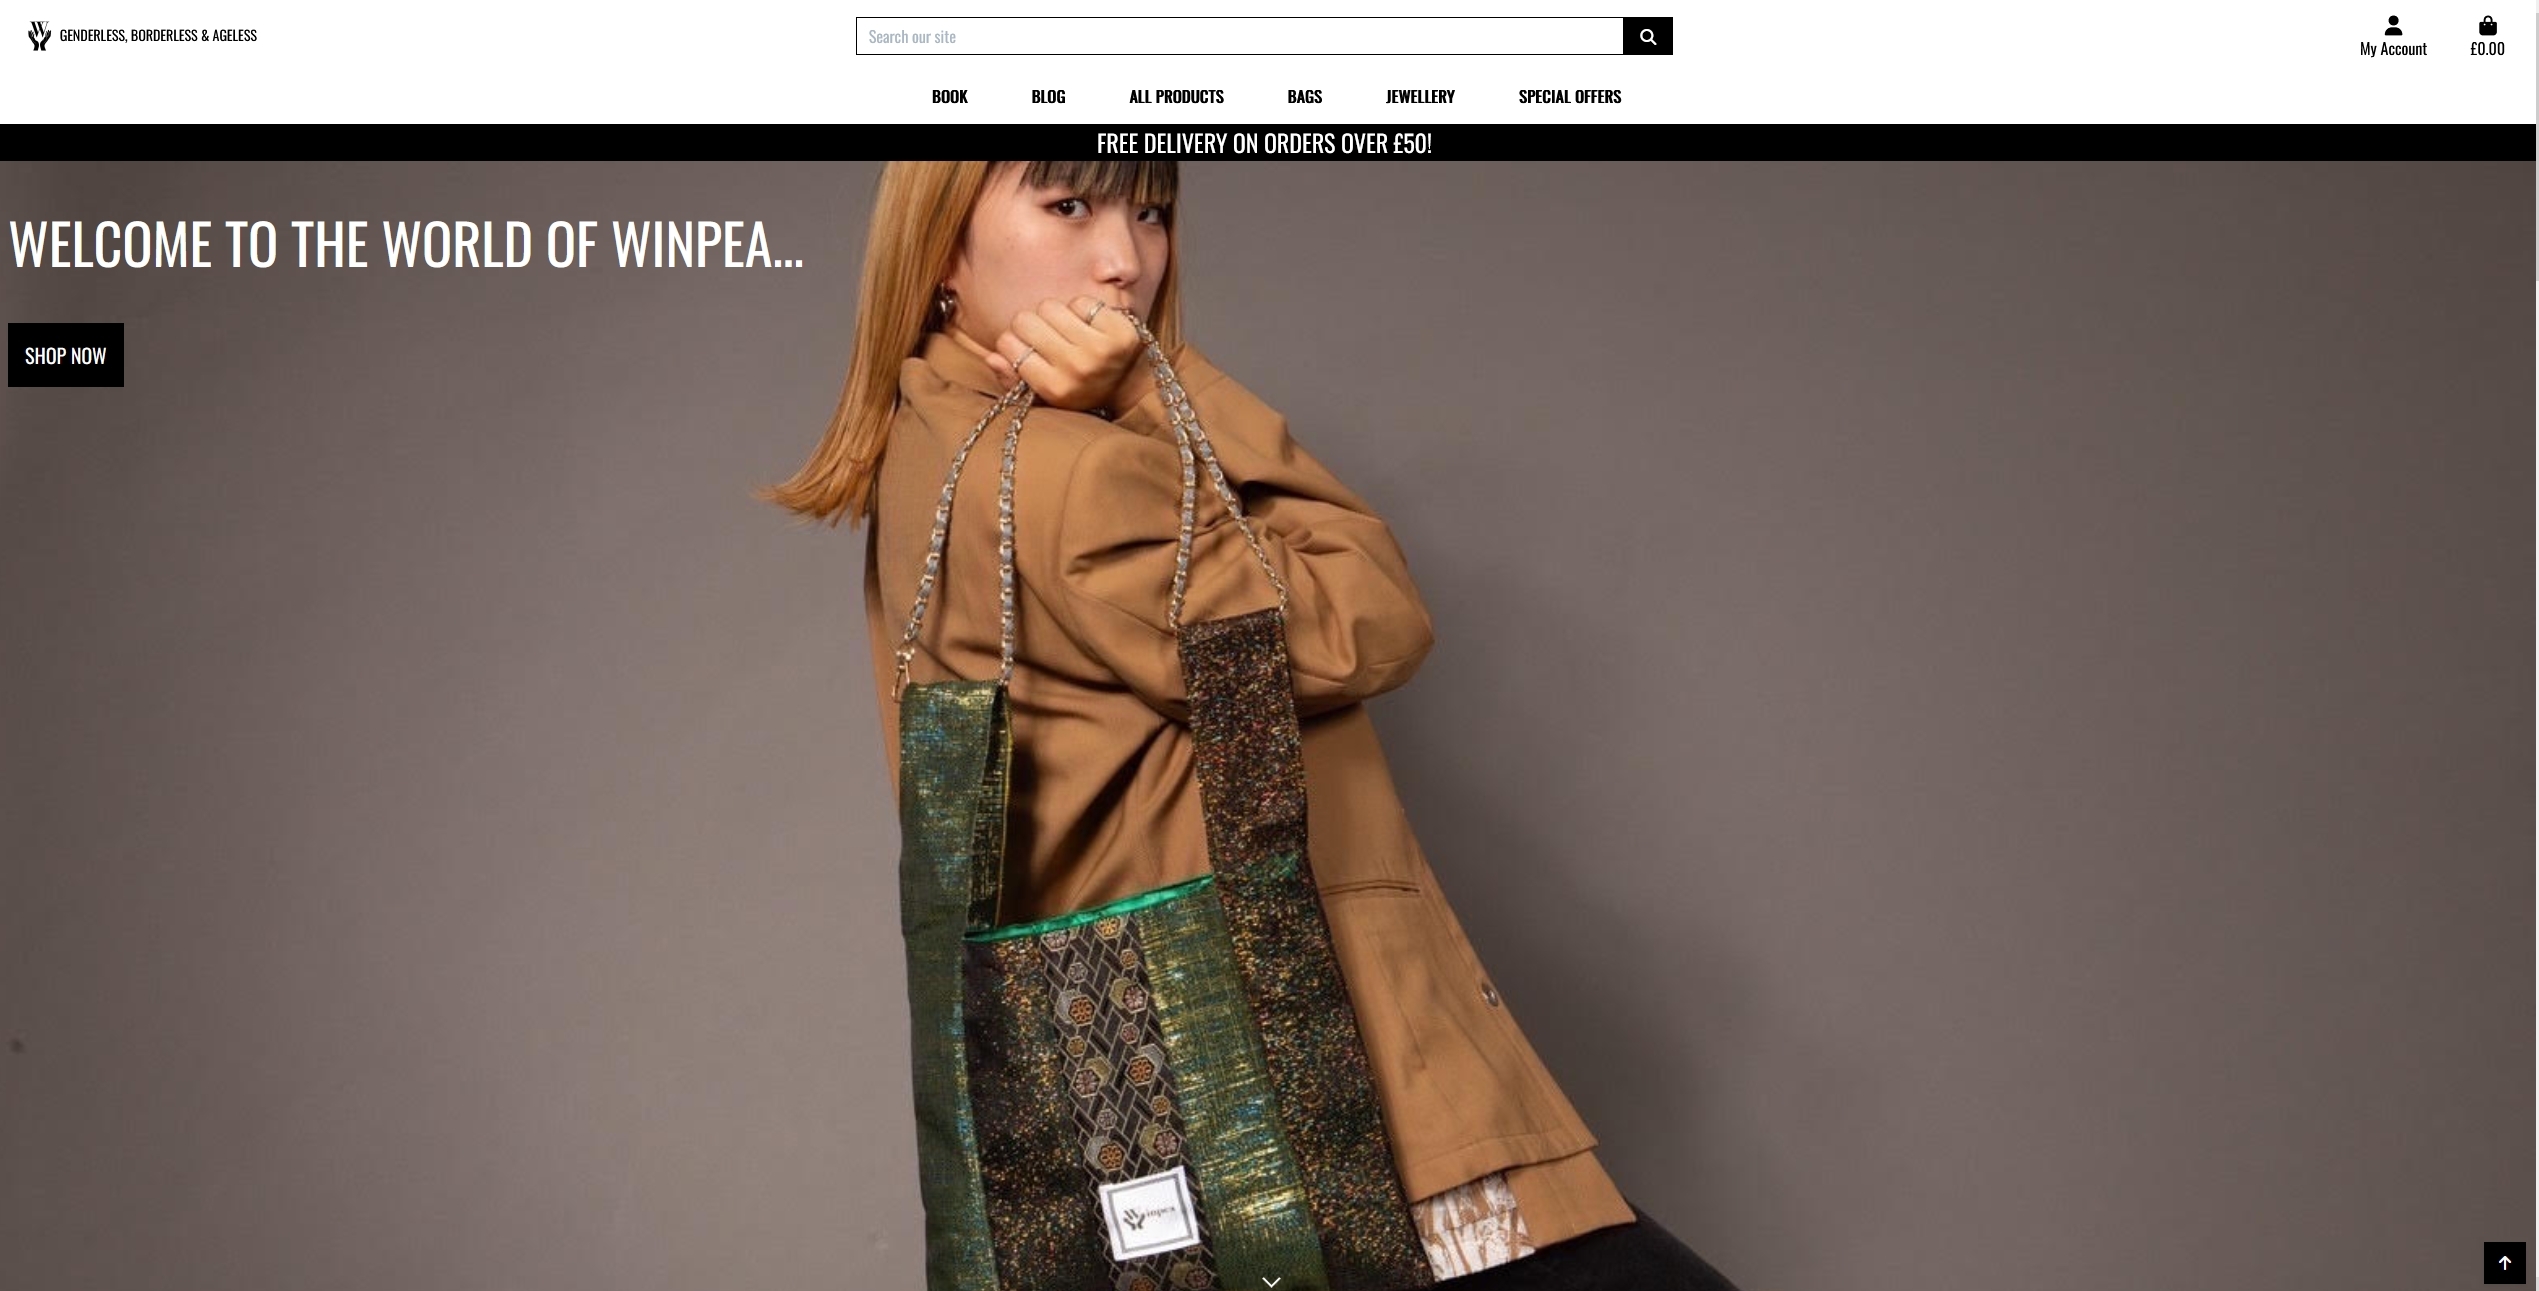 GENDERLESS, BORDERLESS & AGELESS
Search our site
My Account
£0.00
BOOK
BLOG
ALL PRODUCTS
BAGS
JEWELLERY
SPECIAL OFFERS
FREE DELIVERY ON ORDERS OVER £50!
WELCOME TO THE WORLD OF WINPEA...
SHOP NOW
Winpea